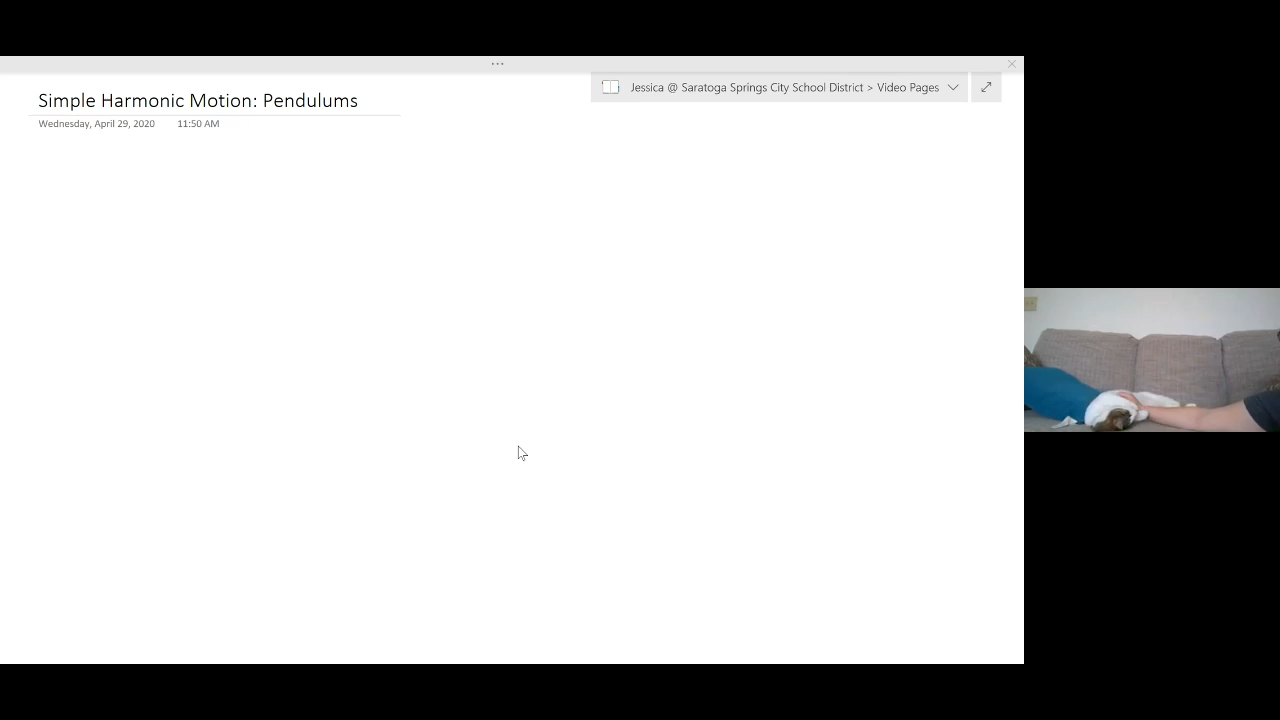 Jessica @ Saratoga Springs City School District > Video Pages
Simple Harmonic Motion: Pendulums
Wednesday, April 29, 2020 11:50 AM